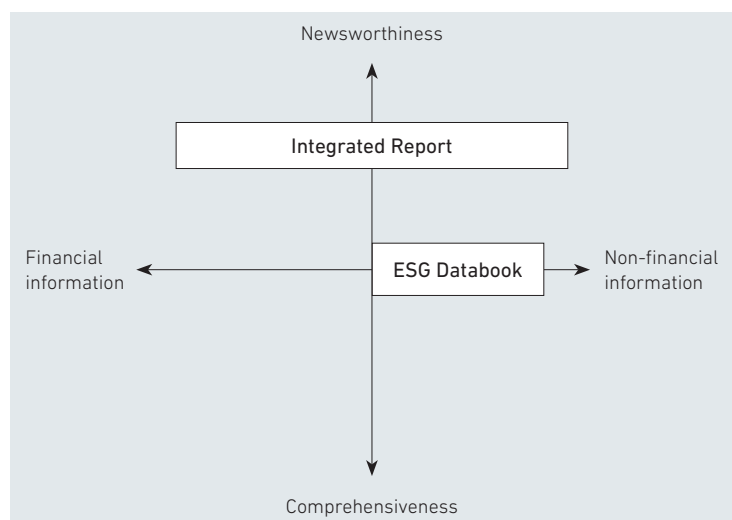 Newsworthiness
Integrated Report
Financial
information
ESG Databook
Non-financial
information
Comprehensiveness